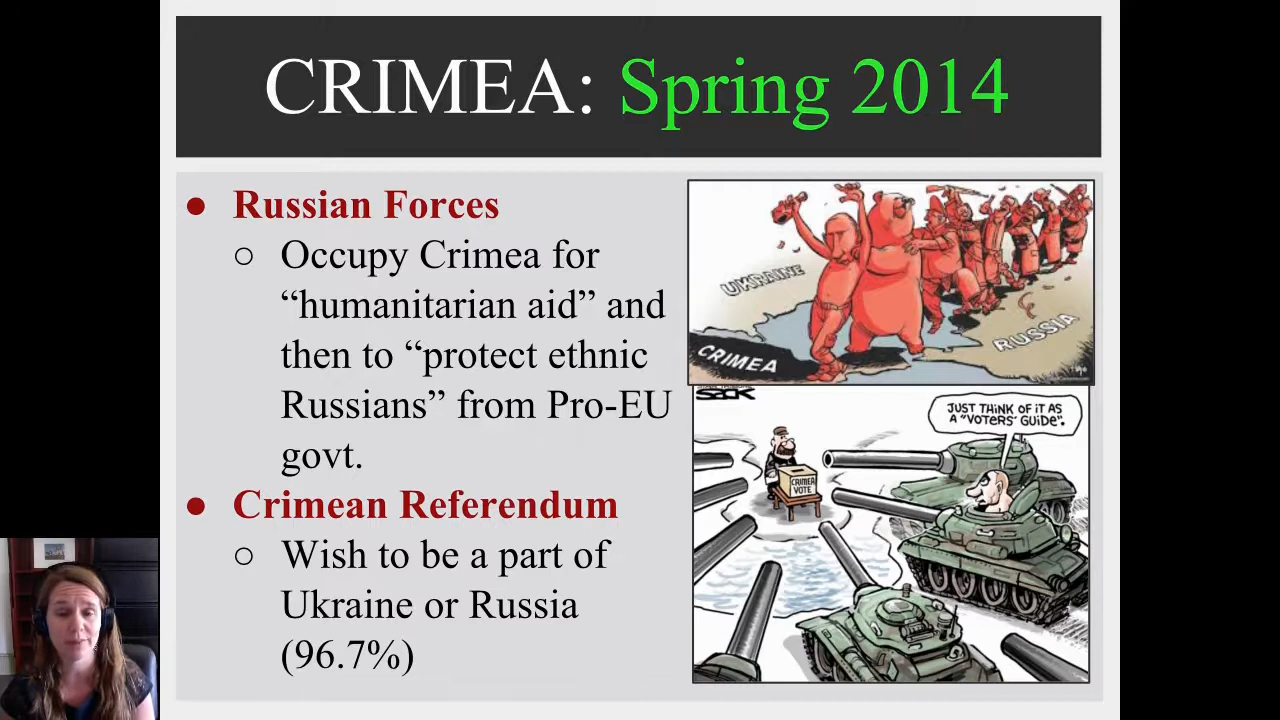 CRIMEA: Spring 2014
● Russian Forces
○ Occupy Crimea for
“humanitarian aid” and
then to “protect ethnic
Russians” from Pro-EU
govt.
● Crimean Referendum
○ Wish to be a part of
Ukraine or Russia
(96.7%)
UKRAINE
RUSSIA
CRIMEA
SACK
JUST THINK OF IT AS
A "VOTERS' GUIDE".
CRIMEA
VOTE